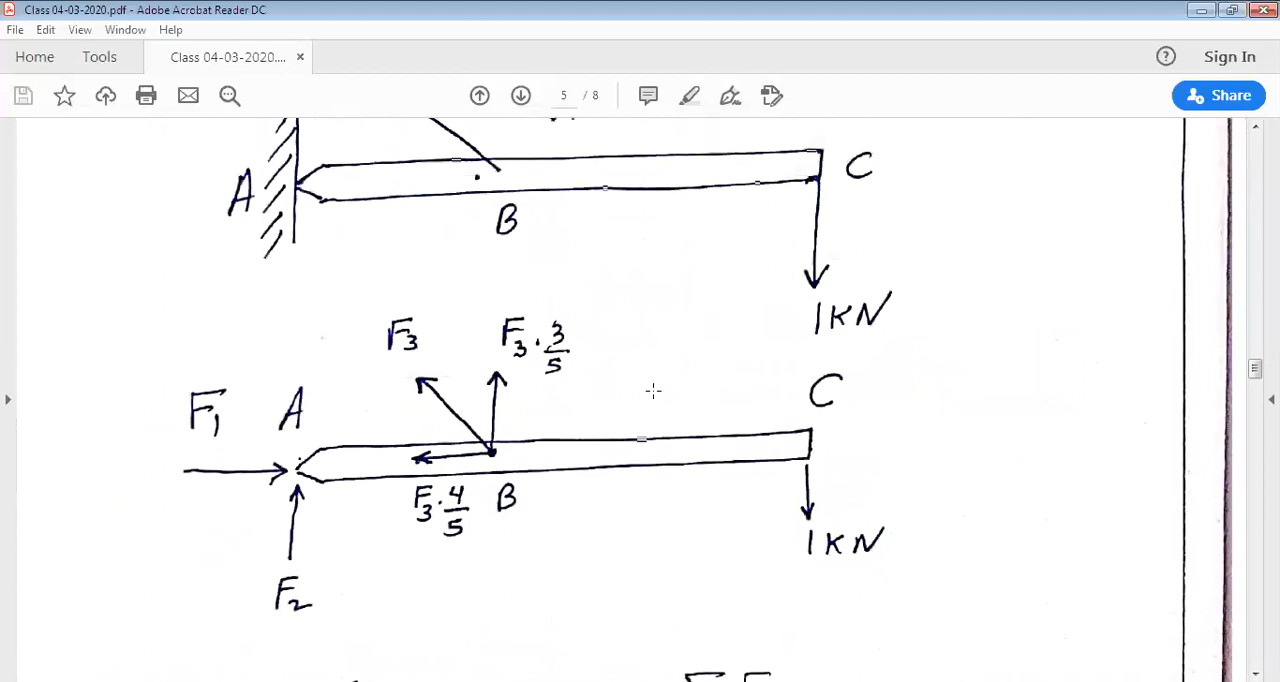 Class 04-03-2020.pdf - Adobe Acrobat Reader DC
File Edit View Window Help
Home Tools Class 04-03-2020.... × ? Sign In
5 / 8 Share
A B C
1KN
F3 F3 · 3/5
F1 A C
F3 · 4/5 B
1KN
F2